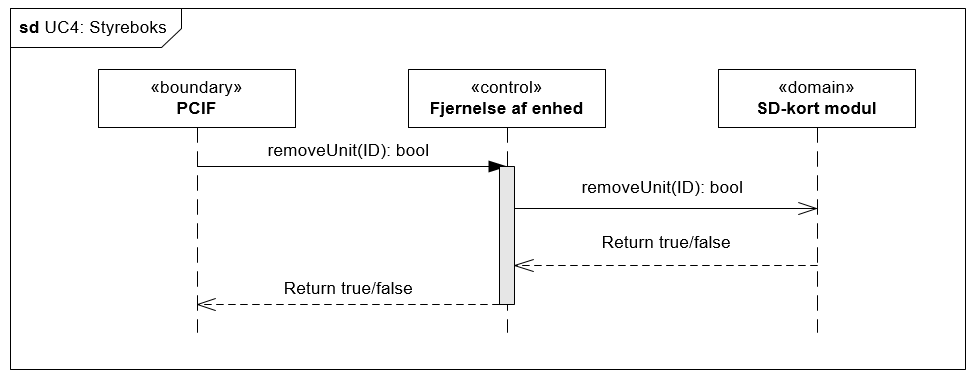 sd UC4: Styreboks
«boundary»
PCIF
«control»
Fjernelse af enhed
«domain»
SD-kort modul
removeUnit(ID): bool
removeUnit(ID): bool
Return true/false
Return true/false